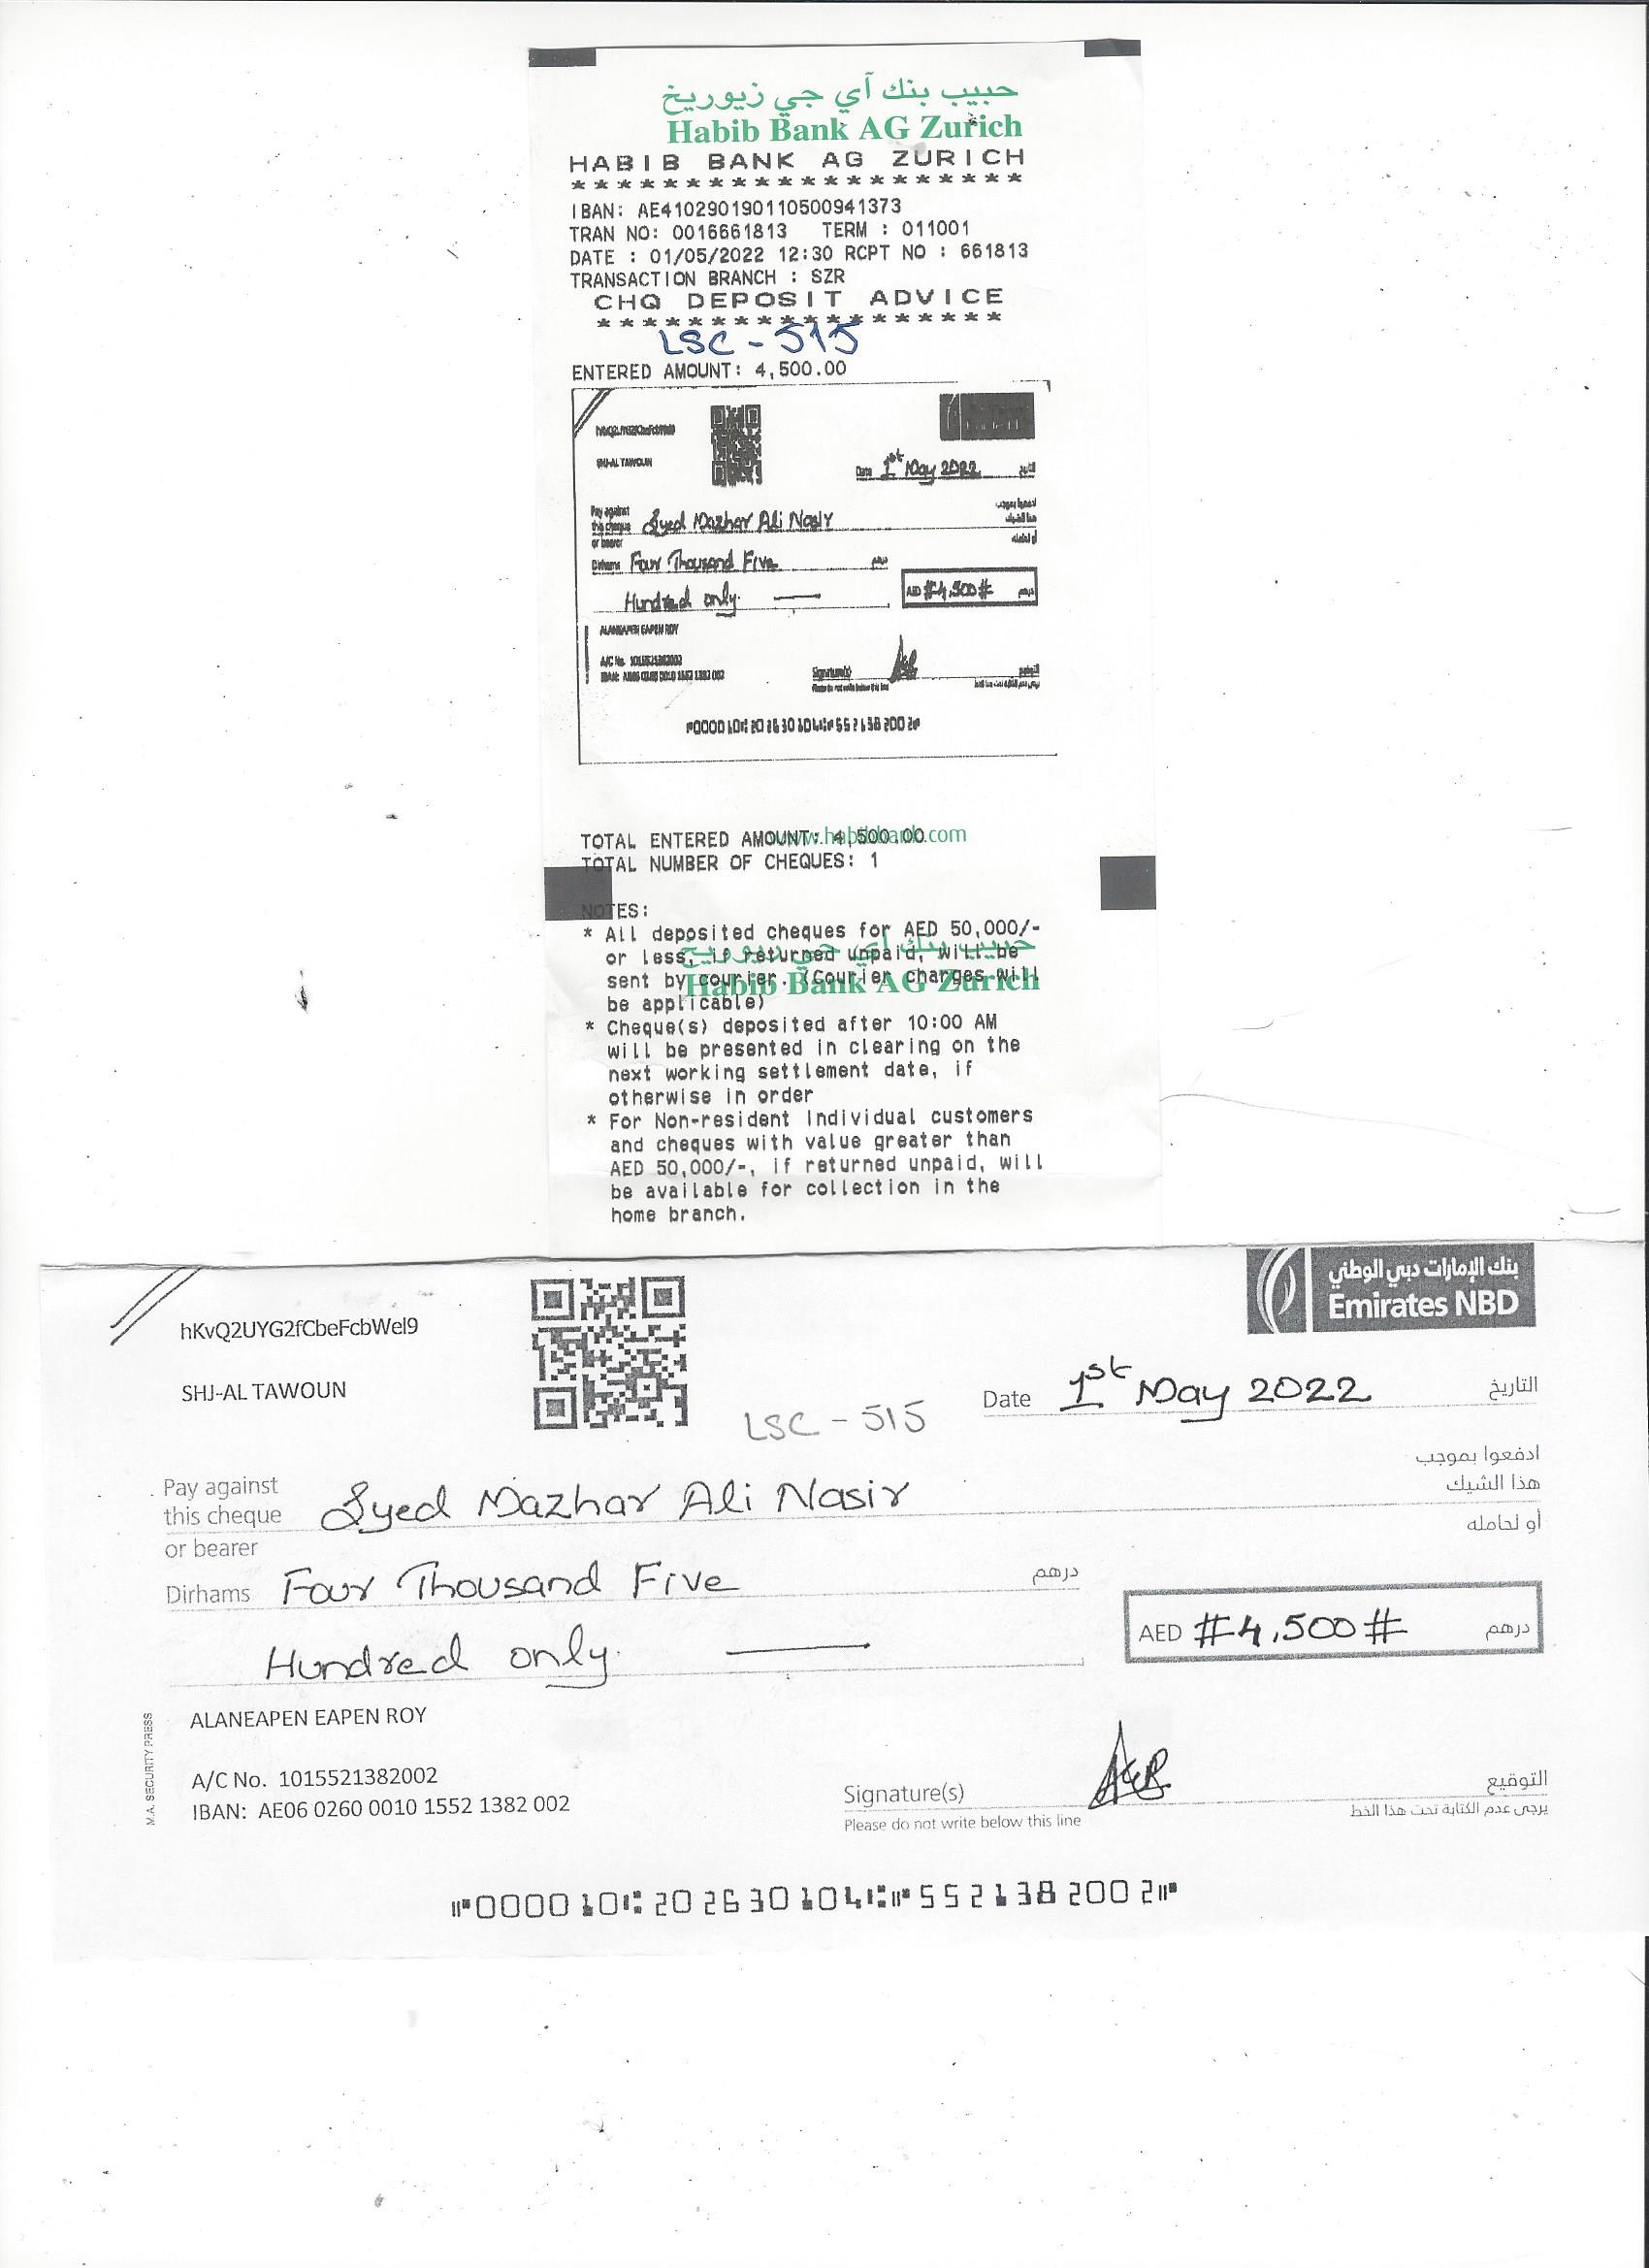 حبيب بنك آي جي زيوريخ
Habib Bank AG Zurich
HABIB BANK AG ZURICH
* * * * * * * * * * * * * * * * * * * *
IBAN: AE410290190110500941373
TRAN NO: 0016661813 TERM : 011001
DATE : 01/05/2022 12:30 RCPT NO : 661813
TRANSACTION BRANCH : SZR
CHQ DEPOSIT ADVICE
* * * * * * * * * * * * * * * * * *
LSC - 515
ENTERED AMOUNT: 4,500.00
SHJ-AL TAWOUN
Date 1st May 2022 التاريخ
Pay against
this cheque Syed Mazhar Ali Nasir
or bearer
Dirhams Four Thousand Five درهم
Hundred only.
AED #4,500# درهم
ALANEAPEN EAPEN ROY
A/C No. 1015521382002
Signature(s)
Please do not write below this line
TOTAL ENTERED AMOUNT: 4,500.00
www.habibbank.com
TOTAL NUMBER OF CHEQUES: 1
NOTES:
* All deposited cheques for AED 50,000/-
or less, if returned unpaid, will be
sent by courier. (Courier charges will
be applicable)
حبيب بنك آي جي زيوريخ
Habib Bank AG Zurich
* Cheque(s) deposited after 10:00 AM
will be presented in clearing on the
next working settlement date, if
otherwise in order
* For Non-resident Individual customers
and cheques with value greater than
AED 50,000/-, if returned unpaid, will
be available for collection in the
home branch.
بنك الإمارات دبي الوطني
Emirates NBD
hKvQ2UYG2fCbeFcbWel9
SHJ-AL TAWOUN
LSC - 515
Date 1st May 2022 التاريخ
ادفعوا بموجب
هذا الشيك
أو لحامله
Pay against
this cheque Syed Mazhar Ali Nasir
or bearer
Dirhams Four Thousand Five درهم
Hundred only.
AED #4,500# درهم
M.A. SECURITY PRESS
ALANEAPEN EAPEN ROY
A/C No. 1015521382002
IBAN: AE06 0260 0010 1552 1382 002
Signature(s) التوقيع
Please do not write below this line يرجى عدم الكتابة تحت هذا الخط
⑈000010⑆202630104⑆⑈5521382002⑈